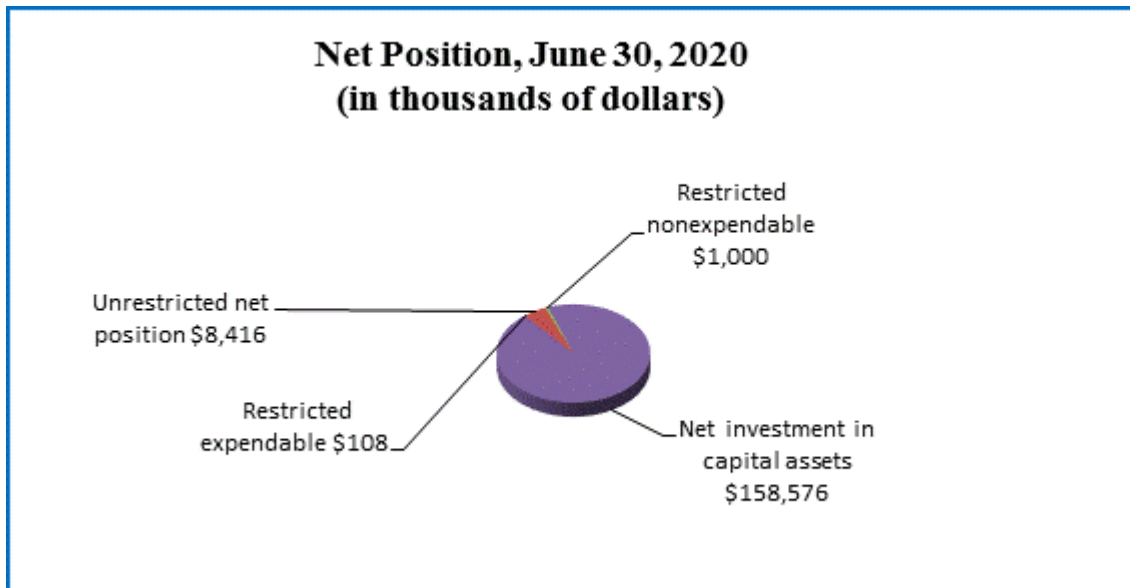 Net Position, June 30, 2020
(in thousands of dollars)
Restricted
nonexpendable
$1,000
Unrestricted net
position $8,416
Restricted
expendable $108
Net investment in
capital assets
$158,576